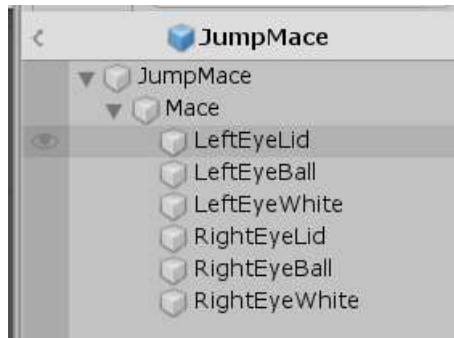 JumpMace
JumpMace
Mace
LeftEyeLid
LeftEyeBall
LeftEyeWhite
RightEyeLid
RightEyeBall
RightEyeWhite